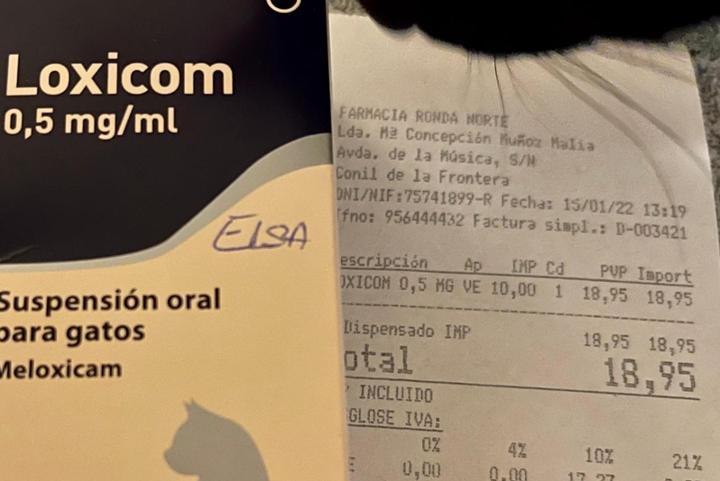 Loxicom
0,5 mg/ml
ELSA
Suspensión oral
para gatos
Meloxicam
FARMACIA RONDA NORTE
Lda. Mª Concepción Muñoz Malia
Avda. de la Música, S/N
Conil de la Frontera
DNI/NIF:75741899-R Fecha: 15/01/22 13:19
Tfno: 956444432 Factura simpl.: D-003421
escripción Ap IMP Cd PVP Import
OXICOM 0,5 MG VE 10,00 1 18,95 18,95
Dispensado IMP 18,95 18,95
otal 18,95
INCLUIDO
GLOSE IVA:
0% 4% 10% 21%
E 0,00 0,00 17,27